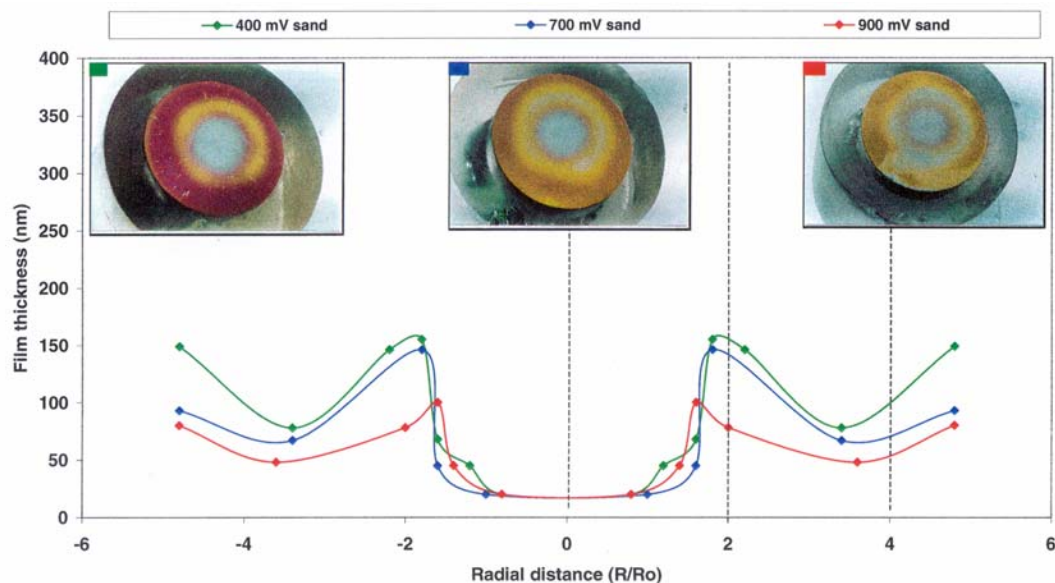 400 mV sand 700 mV sand 900 mV sand
400
350
300
250
200
150
100
50
0
Film thickness (nm)
-6 -4 -2 0 2 4 6
Radial distance (R/Ro)